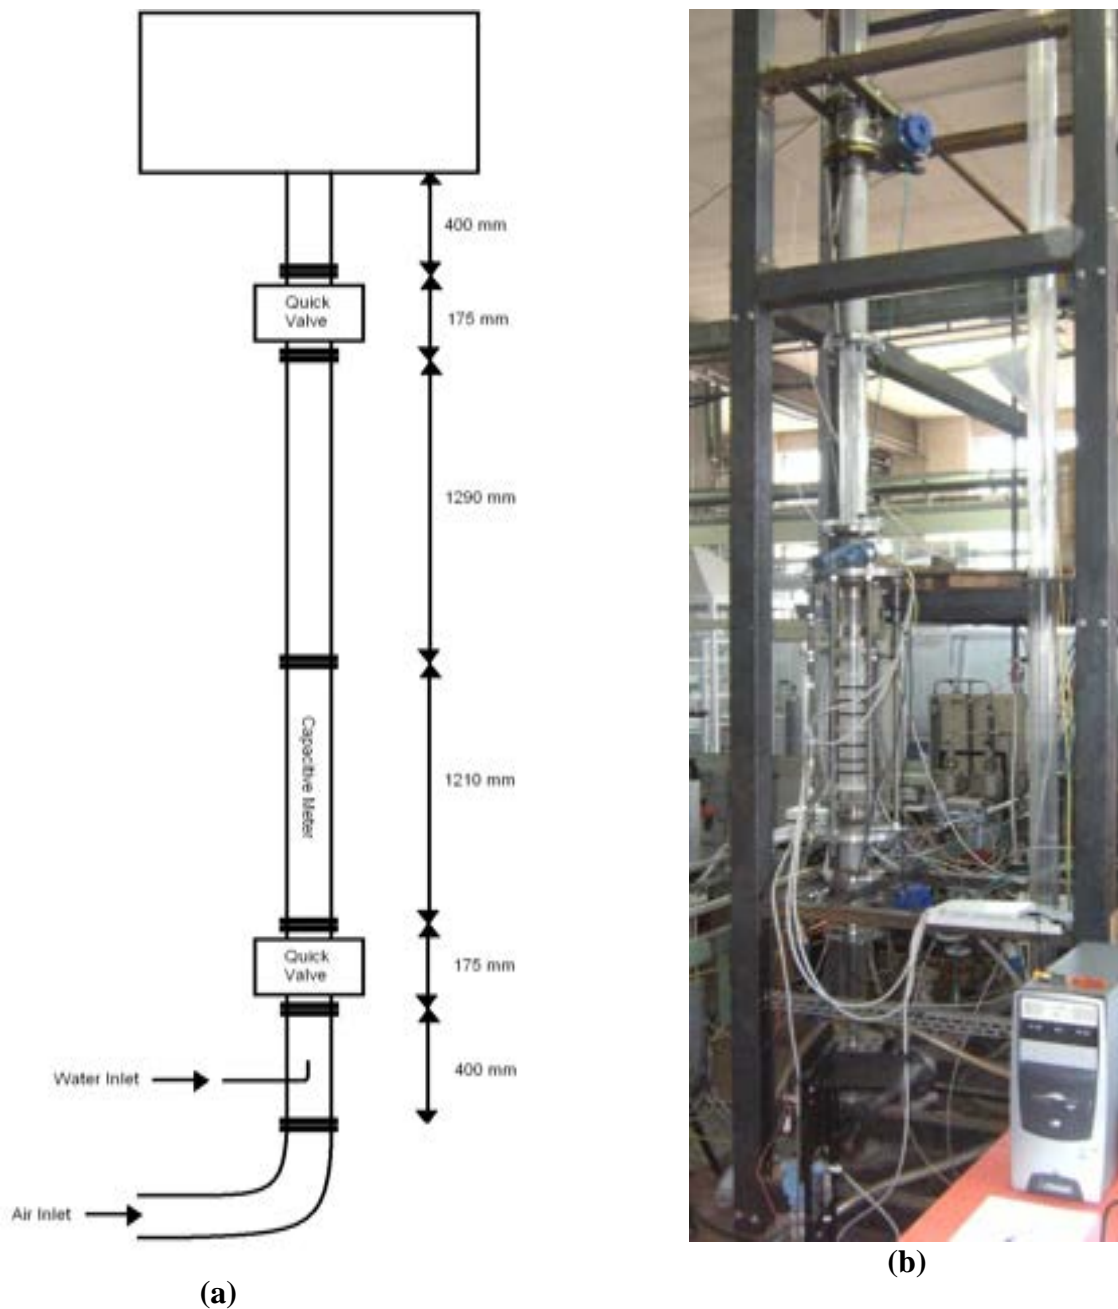 400 mm
Quick
Valve
175 mm
1290 mm
Capacitive Meter
1210 mm
Quick
Valve
175 mm
Water Inlet
400 mm
Air Inlet
(a)
(b)